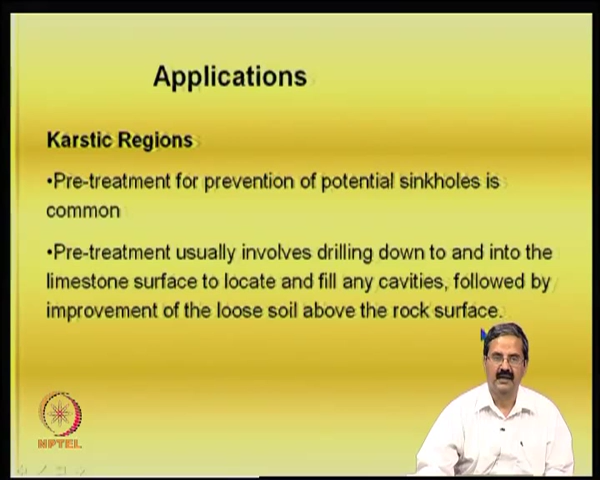 Applications
Karstic Regions
•Pre-treatment for prevention of potential sinkholes is
common
•Pre-treatment usually involves drilling down to and into the
limestone surface to locate and fill any cavities, followed by
improvement of the loose soil above the rock surface.
NPTEL